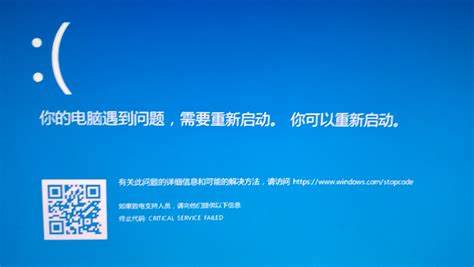 :(
你的电脑遇到问题，需要重新启动。 你可以重新启动。
有关此问题的详细信息和可能的解决方法，请访问 https://www.windows.com/stopcode
如果致电支持人员，请向他们提供以下信息:
终止代码: CRITICAL SERVICE FAILED